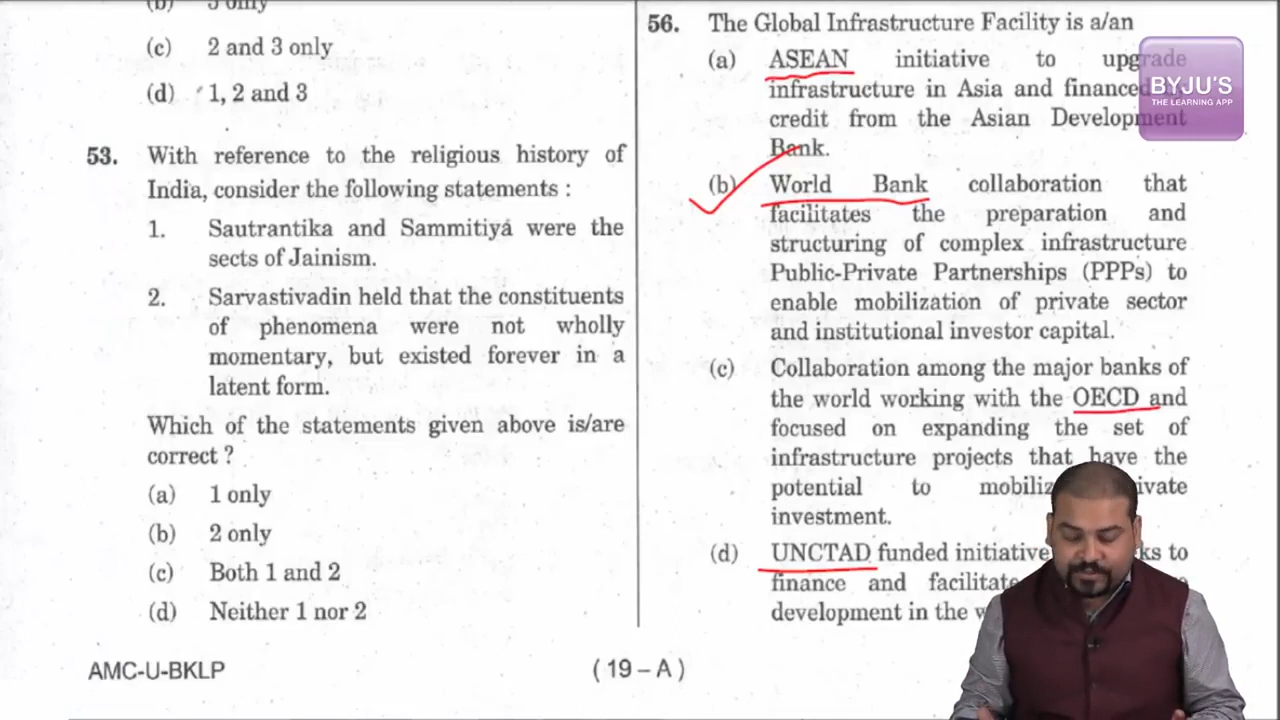 (b) 3 only
(c) 2 and 3 only
(d) 1, 2 and 3
53. With reference to the religious history of
India, consider the following statements :
1. Sautrantika and Sammitiya were the
sects of Jainism.
2. Sarvastivadin held that the constituents
of phenomena were not wholly
momentary, but existed forever in a
latent form.
Which of the statements given above is/are
correct ?
(a) 1 only
(b) 2 only
(c) Both 1 and 2
(d) Neither 1 nor 2
AMC-U-BKLP
( 19 – A )
56. The Global Infrastructure Facility is a/an
(a) ASEAN initiative to upgrade
infrastructure in Asia and financed
credit from the Asian Development
Bank.
(b) World Bank collaboration that
facilitates the preparation and
structuring of complex infrastructure
Public-Private Partnerships (PPPs) to
enable mobilization of private sector
and institutional investor capital.
(c) Collaboration among the major banks of
the world working with the OECD and
focused on expanding the set of
infrastructure projects that have the
potential to
investment.
(d) UNCTAD funded initiative to
finance and
development in the
BYJU'S
THE LEARNING APP